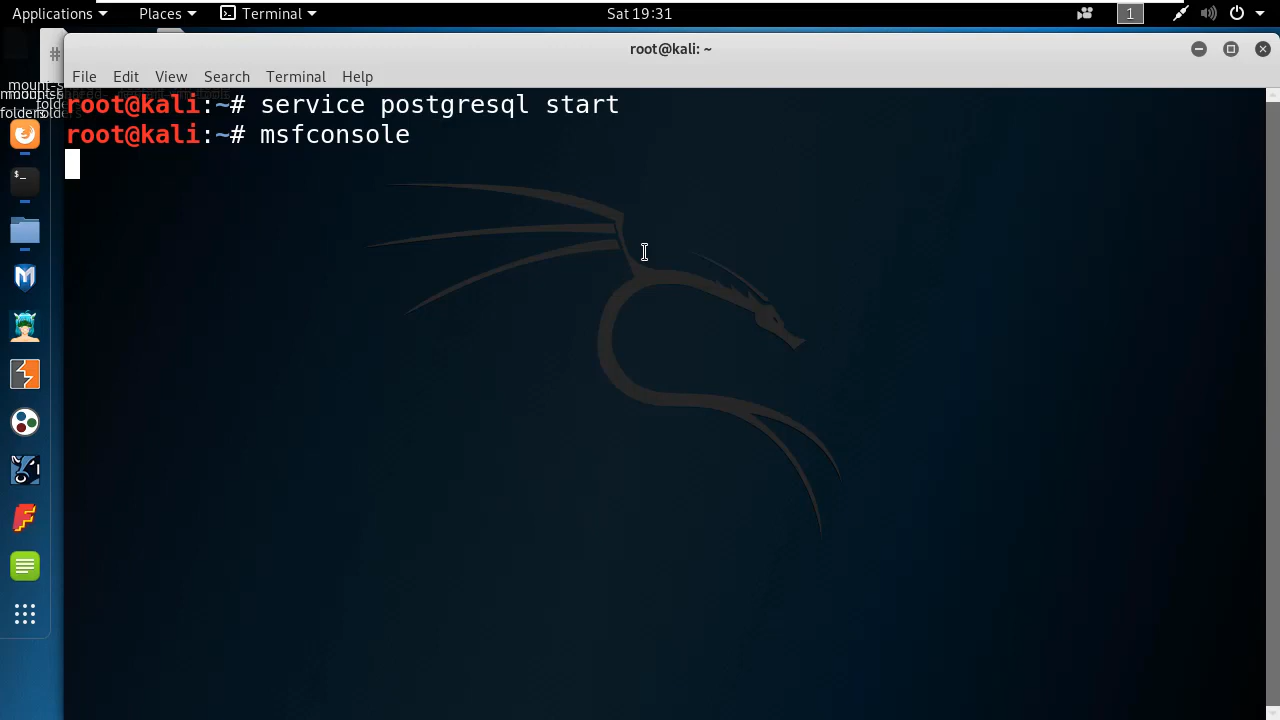 Applications Places Terminal Sat 19:31 1
root@kali: ~
File Edit View Search Terminal Help
root@kali:~# service postgresql start
root@kali:~# msfconsole